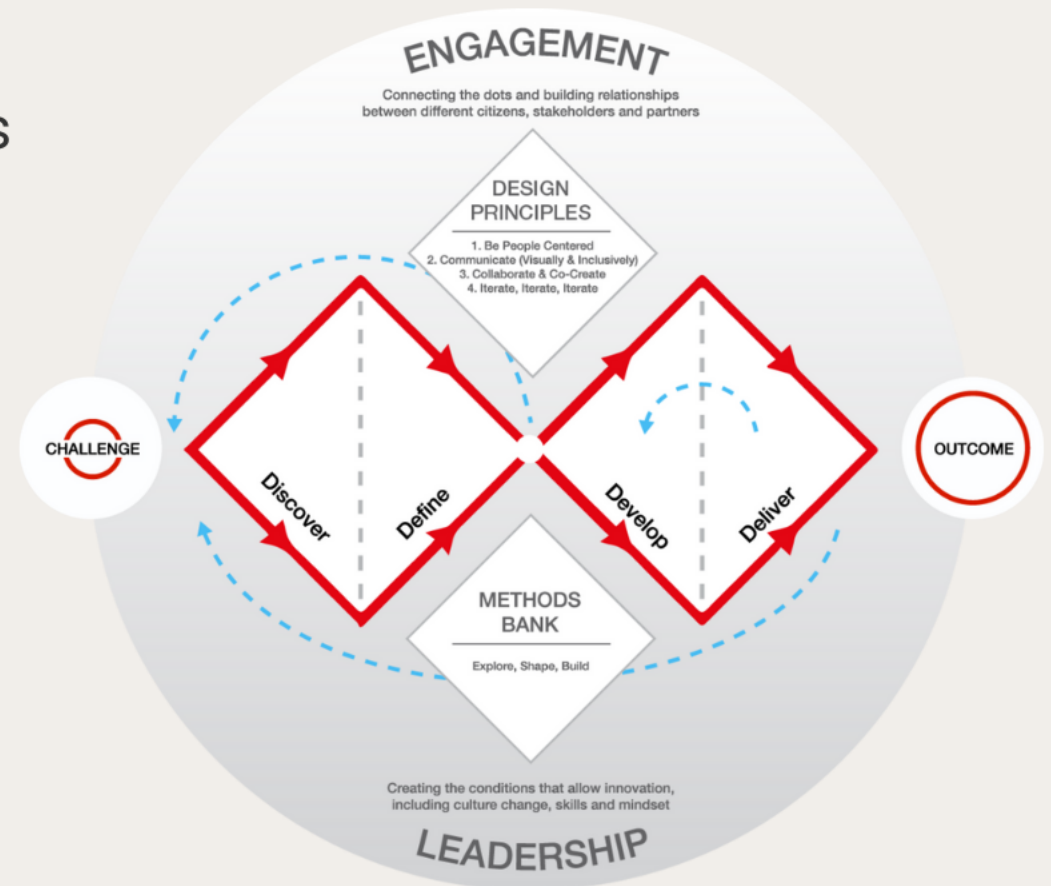 s
ENGAGEMENT
Connecting the dots and building relationships
between different citizens, stakeholders and partners
DESIGN
PRINCIPLES
1. Be People Centered
2. Communicate (Visually & Inclusively)
3. Collaborate & Co-Create
4. Iterate, Iterate, Iterate
CHALLENGE
Discover
Define
Develop
Deliver
OUTCOME
METHODS
BANK
Explore, Shape, Build
Creating the conditions that allow innovation,
including culture change, skills and mindset
LEADERSHIP